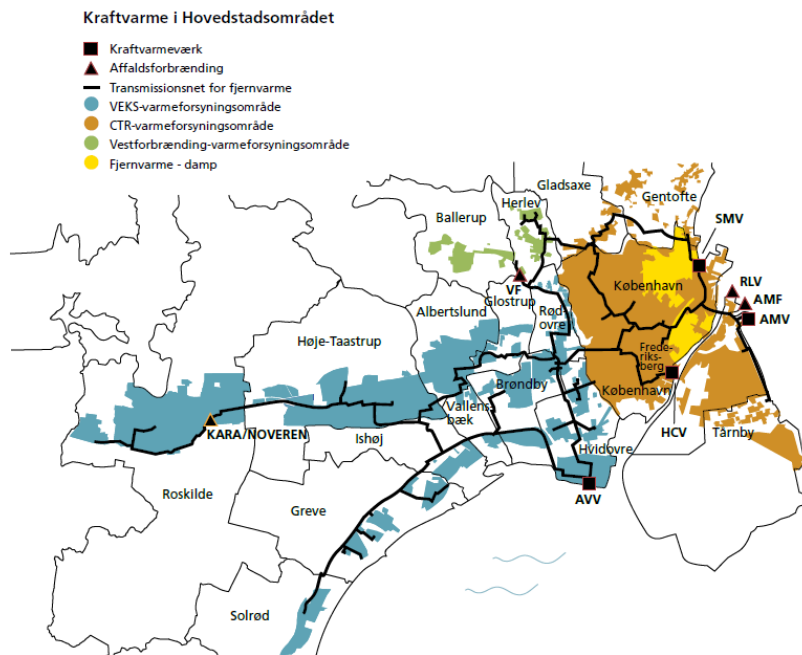 Kraftvarme i Hovedstadsområdet
Kraftvarmeværk
Affaldsforbrænding
Transmissionsnet for fjernvarme
VEKS-varmeforsyningsområde
CTR-varmeforsyningsområde
Vestforbrænding-varmeforsyningsområde
Fjernvarme - damp
Gladsaxe
Gentofte
Herlev
Ballerup
SMV
RLV
AMF
AMV
VF
København
Glostrup
Rød-
ovre
Albertslund
Høje-Taastrup
Frede-
riks-
berg
Brøndby
København
Vallens-
bæk
HCV
Tårnby
KARA/NOVEREN
Ishøj
Hvidovre
Roskilde
AVV
Greve
Solrød